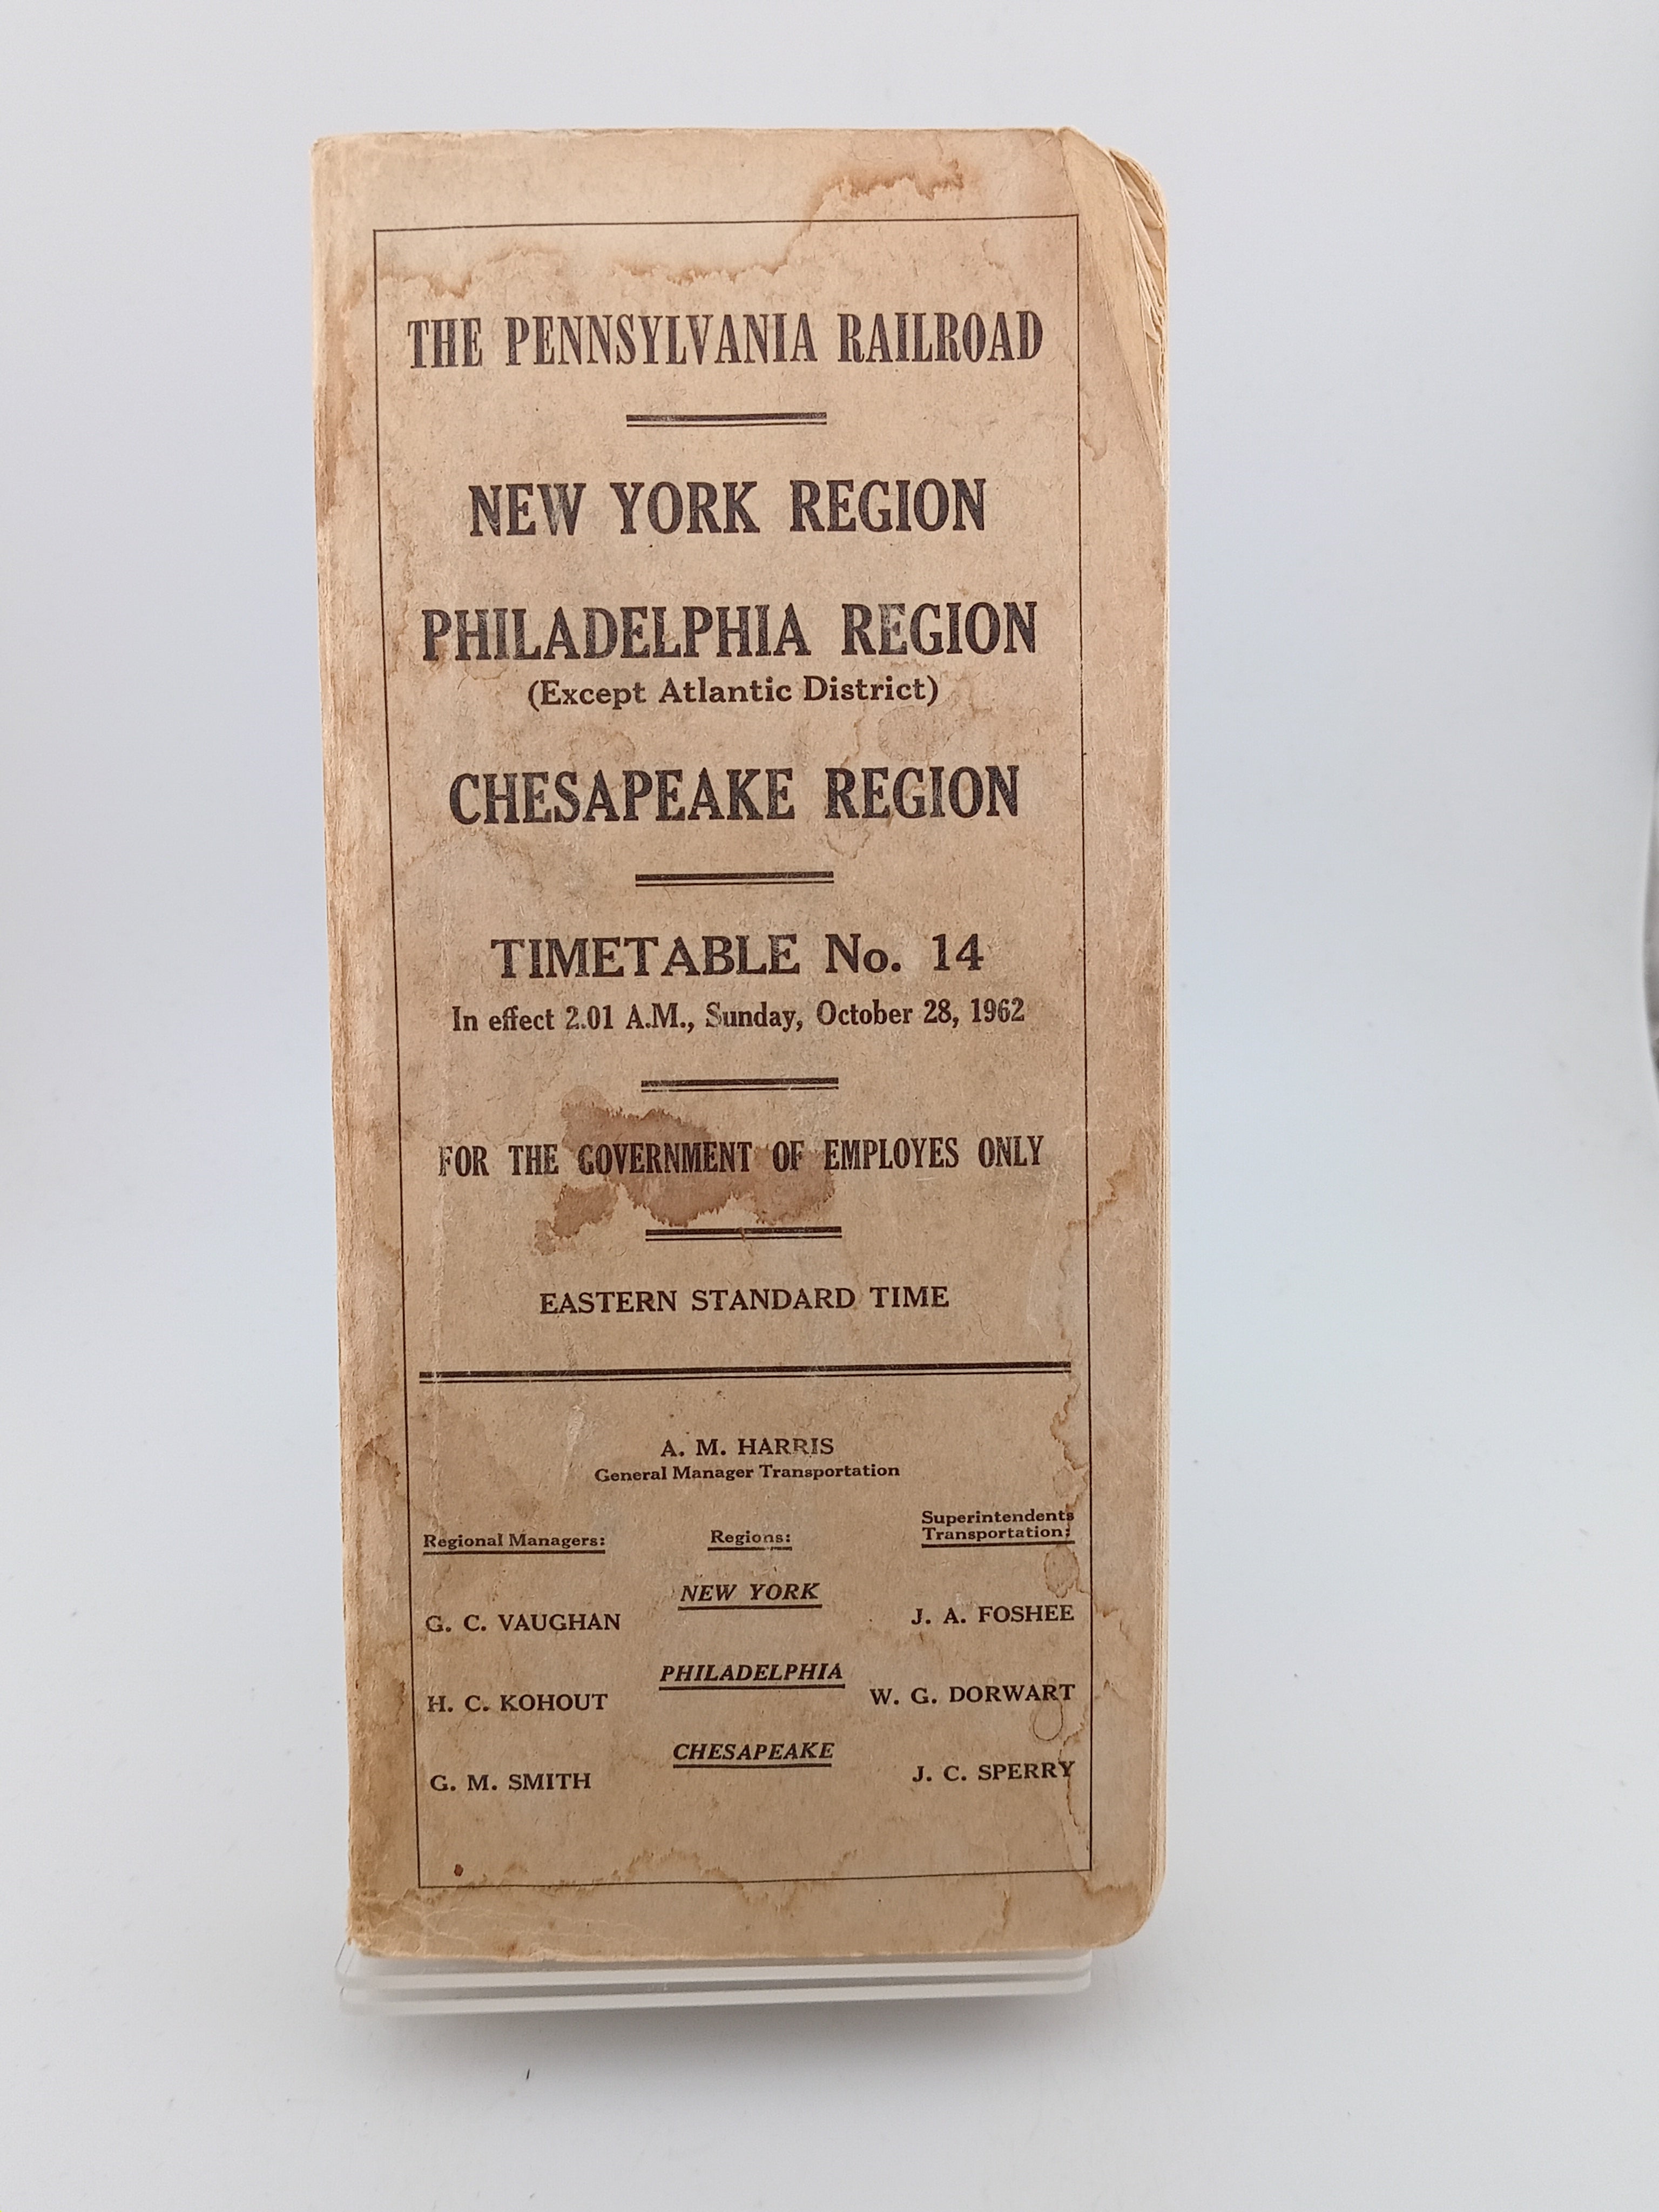 THE PENNSYLVANIA RAILROAD
NEW YORK REGION
PHILADELPHIA REGION
(Except Atlantic District)
CHESAPEAKE REGION
TIMETABLE No. 14
In effect 2.01 A.M., Sunday, October 28, 1962
FOR THE GOVERNMENT OF EMPLOYES ONLY
EASTERN STANDARD TIME
A. M. HARRIS
General Manager Transportation
Regional Managers:
Regions:
Superintendents
Transportation:
NEW YORK
G. C. VAUGHAN
J. A. FOSHEE
PHILADELPHIA
H. C. KOHOUT
W. G. DORWART
CHESAPEAKE
G. M. SMITH
J. C. SPERRY